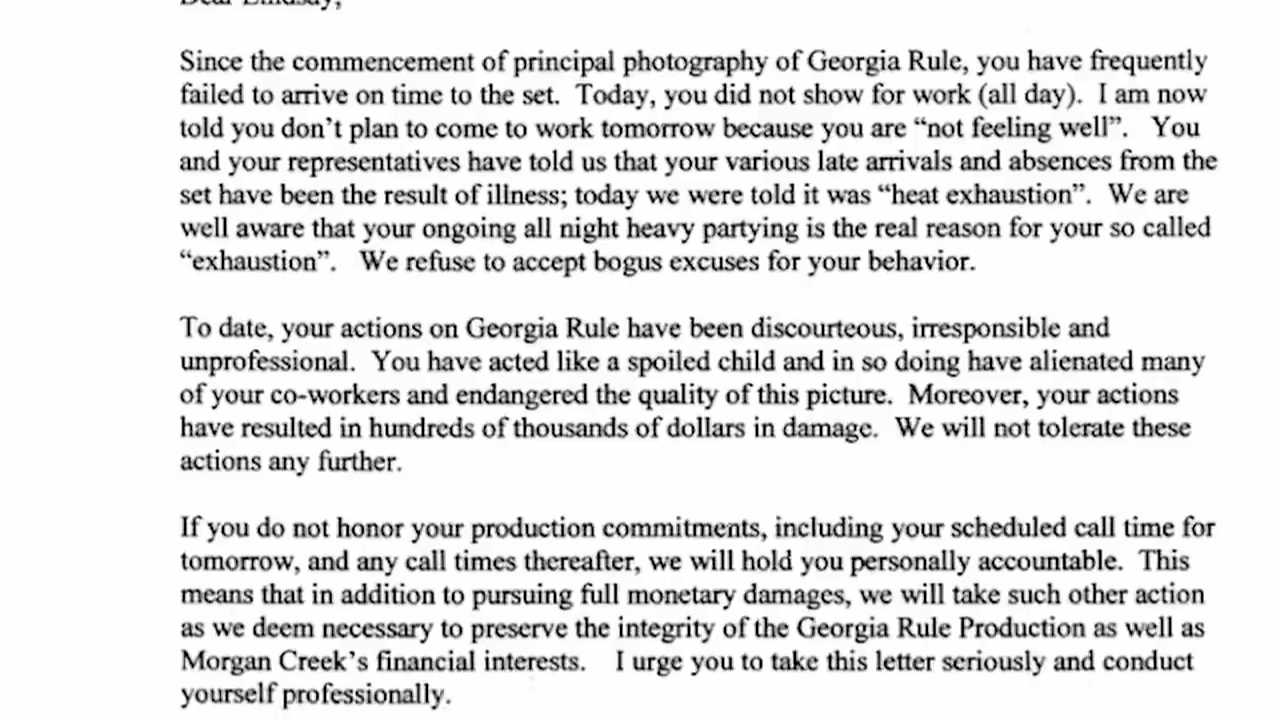 Dear Lindsay,
Since the commencement of principal photography of Georgia Rule, you have frequently
failed to arrive on time to the set.  Today, you did not show for work (all day).  I am now
told you don't plan to come to work tomorrow because you are “not feeling well”.   You
and your representatives have told us that your various late arrivals and absences from the
set have been the result of illness; today we were told it was “heat exhaustion”.  We are
well aware that your ongoing all night heavy partying is the real reason for your so called
“exhaustion”.   We refuse to accept bogus excuses for your behavior.
To date, your actions on Georgia Rule have been discourteous, irresponsible and
unprofessional.  You have acted like a spoiled child and in so doing have alienated many
of your co-workers and endangered the quality of this picture.  Moreover, your actions
have resulted in hundreds of thousands of dollars in damage.  We will not tolerate these
actions any further.
If you do not honor your production commitments, including your scheduled call time for
tomorrow, and any call times thereafter, we will hold you personally accountable.  This
means that in addition to pursuing full monetary damages, we will take such other action
as we deem necessary to preserve the integrity of the Georgia Rule Production as well as
Morgan Creek’s financial interests.    I urge you to take this letter seriously and conduct
yourself professionally.